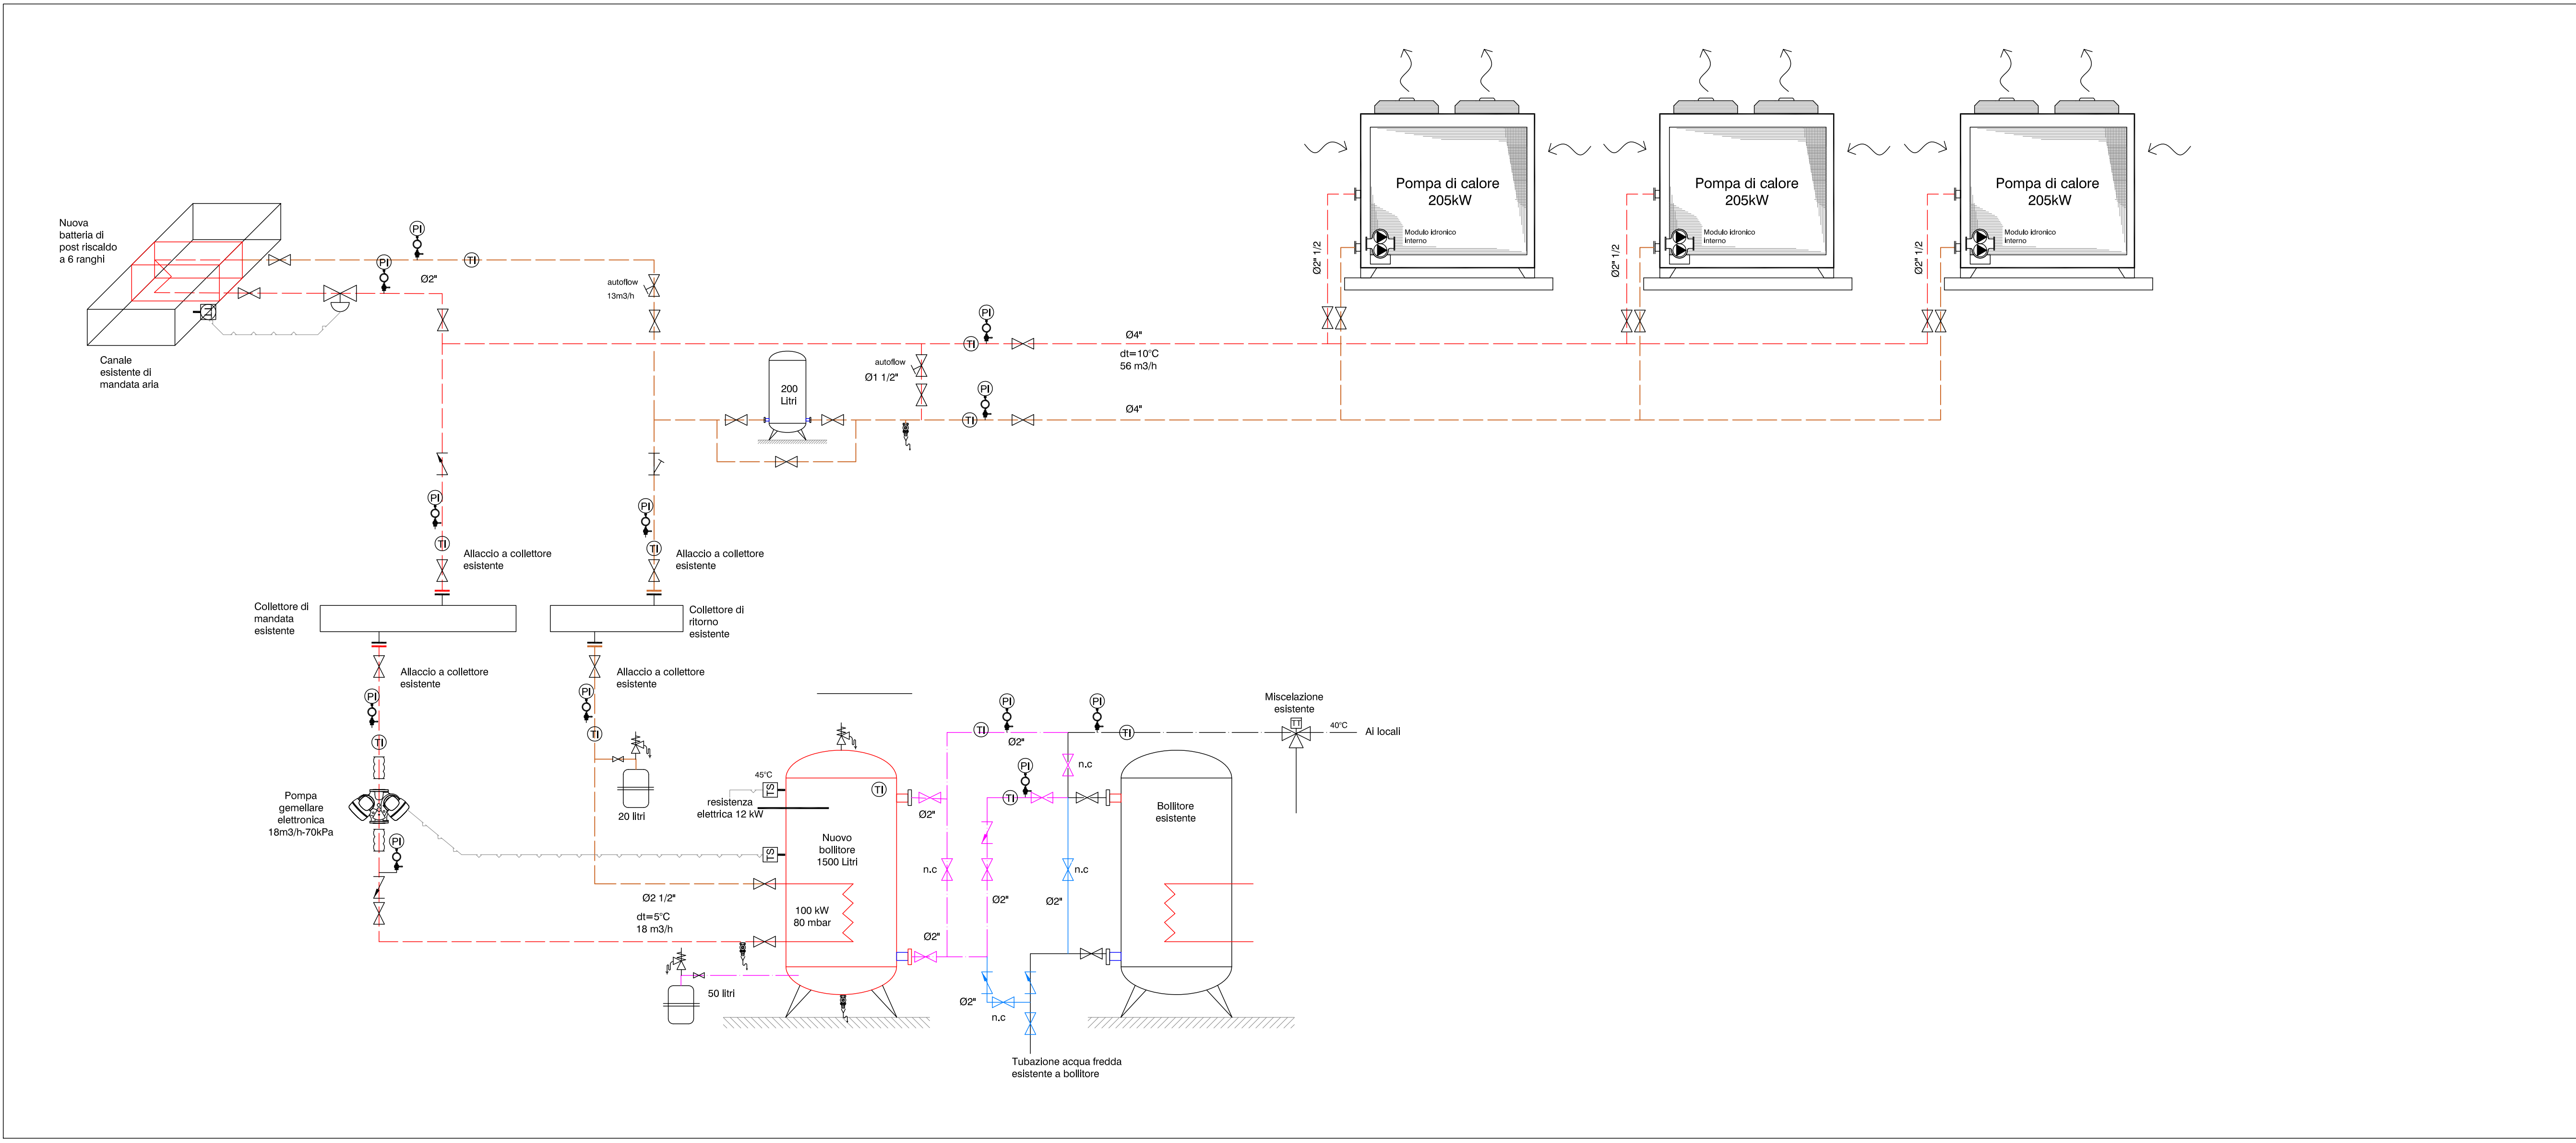 Pompa di calore
205kW
Modulo idronico
Interno
Ø2" 1/2
Pompa di calore
205kW
Modulo idronico
Interno
Ø2" 1/2
Pompa di calore
205kW
Modulo idronico
Interno
Ø2" 1/2
Nuova
batteria di
post riscaldo
a 6 ranghi
PI
PI
TI
Ø2"
autoflow
13m3/h
Canale
esistente di
mandata aria
PI
TI
Ø4"
dt=10°C
56 m3/h
autoflow
Ø1 1/2"
200
Litri
PI
TI
Ø4"
PI
TI
Allaccio a collettore
esistente
PI
TI
Allaccio a collettore
esistente
Collettore di
mandata
esistente
Collettore di
ritorno
esistente
Allaccio a collettore
esistente
Allaccio a collettore
esistente
PI
TI
PI
TI
20 litri
Pompa
gemellare
elettronica
18m3/h-70kPa
PI
45°C
TS
resistenza
elettrica 12 kW
TI
Nuovo
bollitore
1500 Litri
TS
Ø2 1/2"
dt=5°C
18 m3/h
100 kW
80 mbar
50 litri
TI
PI
Ø2"
PI
TI
n.c
PI
TI
Ø2"
n.c
Ø2"
n.c
Ø2"
Ø2"
Ø2"
n.c
Bollitore
esistente
Miscelazione
esistente
TT
40°C
Ai locali
Tubazione acqua fredda
esistente a bollitore